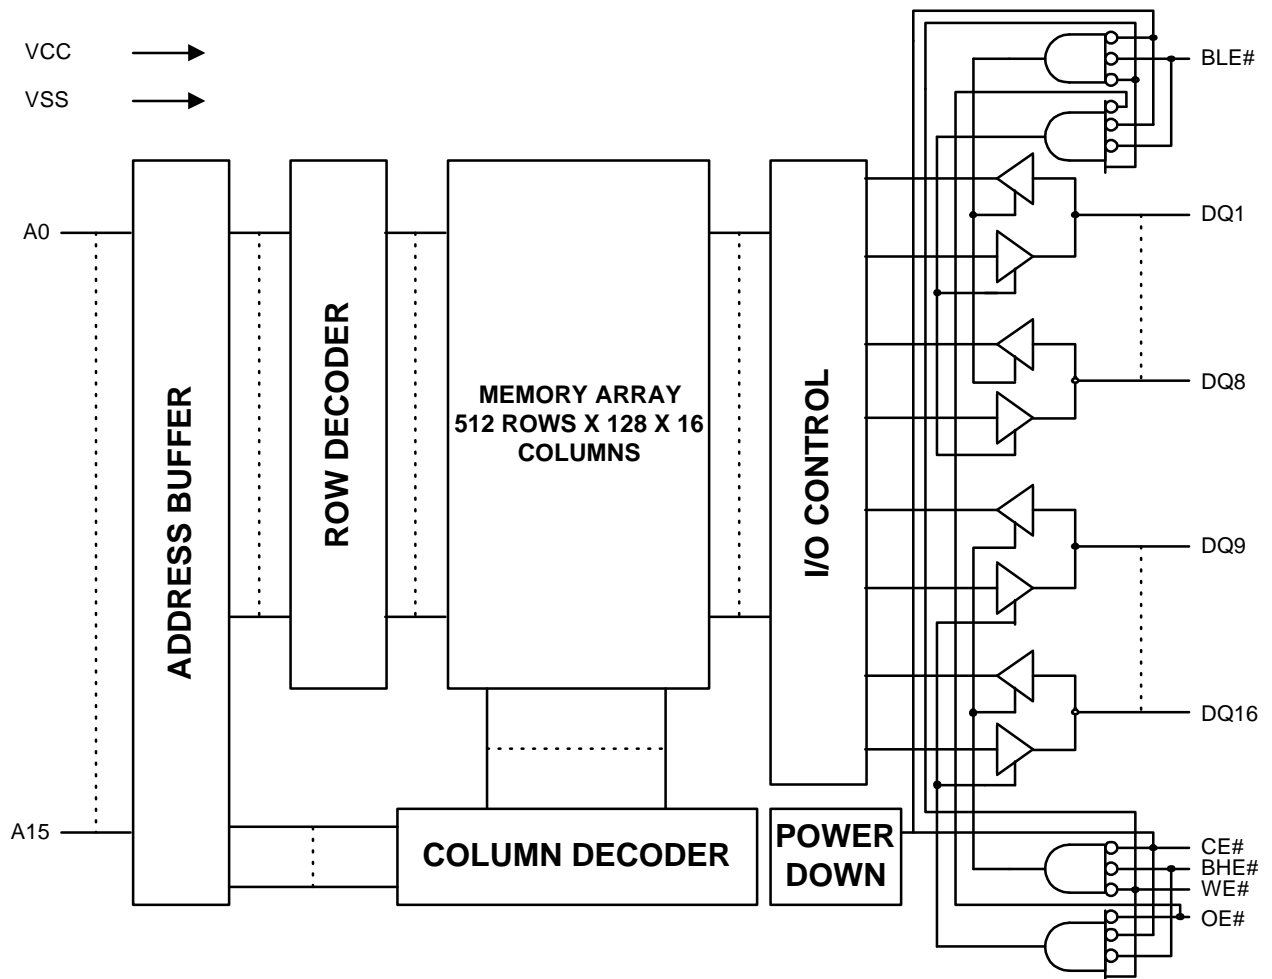 VCC
VSS
BLE#
A0
DQ1
DQ8
DQ9
DQ16
ADDRESS BUFFER
ROW DECODER
MEMORY ARRAY
512 ROWS X 128 X 16
COLUMNS
I/O CONTROL
A15
COLUMN DECODER
POWER
DOWN
CE#
BHE#
WE#
OE#